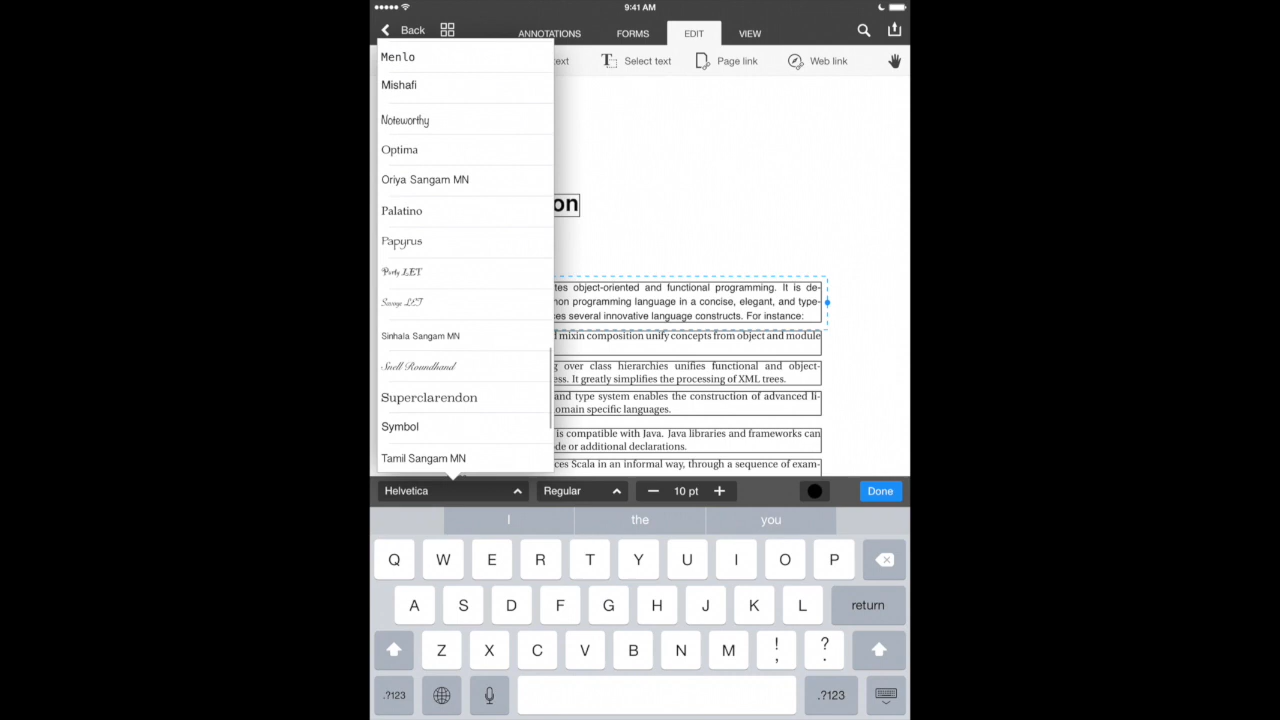 9:41 AM
Back
ANNOTATIONS
FORMS
EDIT
VIEW
ext
Select text
Page link
Web link
Menlo
Mishafi
Noteworthy
Optima
Oriya Sangam MN
Palatino
Papyrus
Party LET
Savoye LET
Sinhala Sangam MN
Snell Roundhand
Superclarendon
Symbol
Tamil Sangam MN
on
tes object-oriented and functional programming. It is de-
non programming language in a concise, elegant, and type-
es several innovative language constructs. For instance:
l mixin composition unify concepts from object and module
g over class hierarchies unifies functional and object-
ess. It greatly simplifies the processing of XML trees.
and type system enables the construction of advanced li-
omain specific languages.
is compatible with Java. Java libraries and frameworks can
de or additional declarations.
ces Scala in an informal way, through a sequence of exam-
Helvetica
Regular
— 10 pt +
Done
I
the
you
Q W E R T Y U I O P
A S D F G H J K L return
Z X C V B N M ! , ? .
.?123
.?123